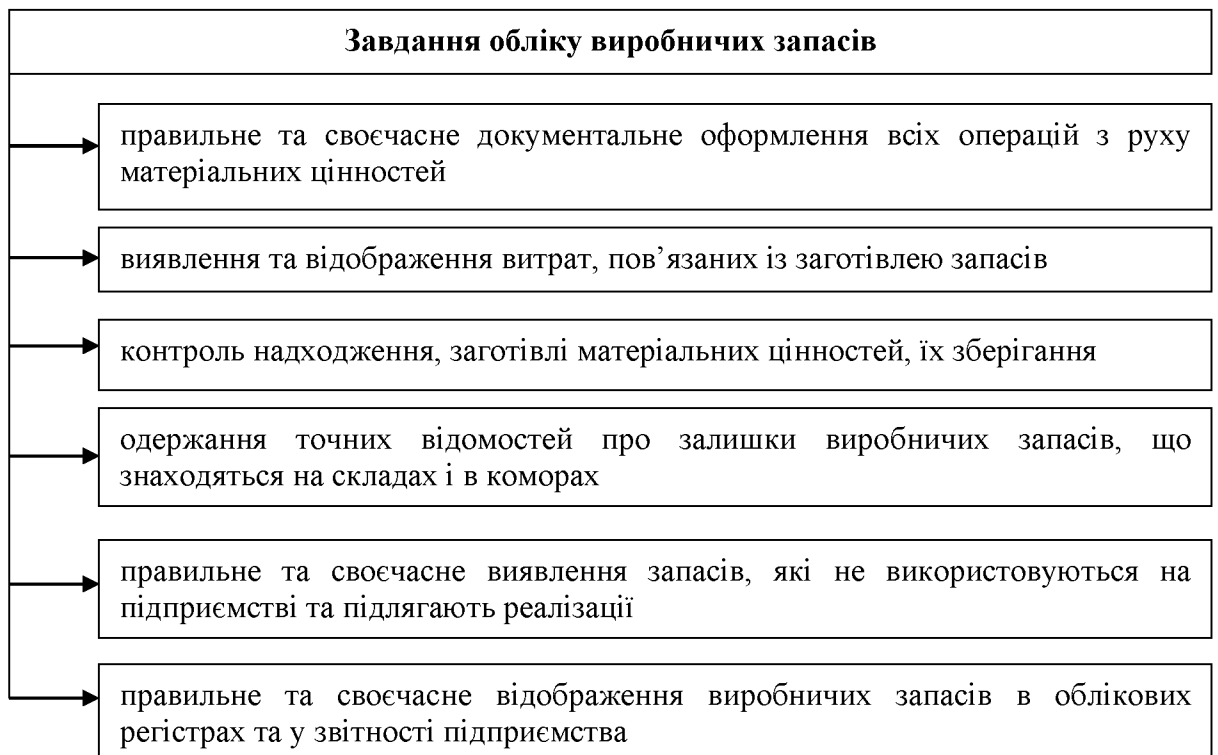 Завдання обліку виробничих запасів
правильне та своєчасне документальне оформлення всіх операцій з руху
матеріальних цінностей
виявлення та відображення витрат, пов’язаних із заготівлею запасів
контроль надходження, заготівлі матеріальних цінностей, їх зберігання
одержання точних відомостей про залишки виробничих запасів, що
знаходяться на складах і в коморах
правильне та своєчасне виявлення запасів, які не використовуються на
підприємстві та підлягають реалізації
правильне та своєчасне відображення виробничих запасів в облікових
регістрах та у звітності підприємства